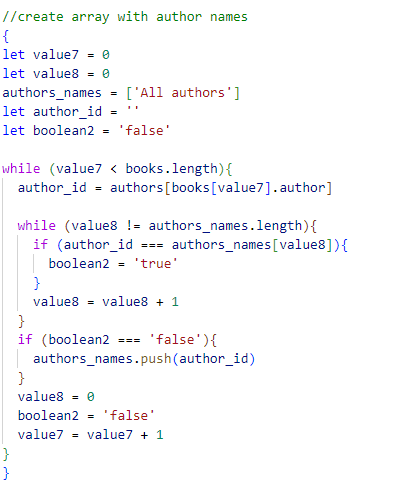 //create array with author names
{
let value7 = 0
let value8 = 0
authors_names = ['All authors']
let author_id = ''
let boolean2 = 'false'

while (value7 < books.length){
  author_id = authors[books[value7].author]

  while (value8 != authors_names.length){
    if (author_id === authors_names[value8]){
      boolean2 = 'true'
    }
    value8 = value8 + 1
  }
  if (boolean2 === 'false'){
    authors_names.push(author_id)
  }
  value8 = 0
  boolean2 = 'false'
  value7 = value7 + 1
}
}